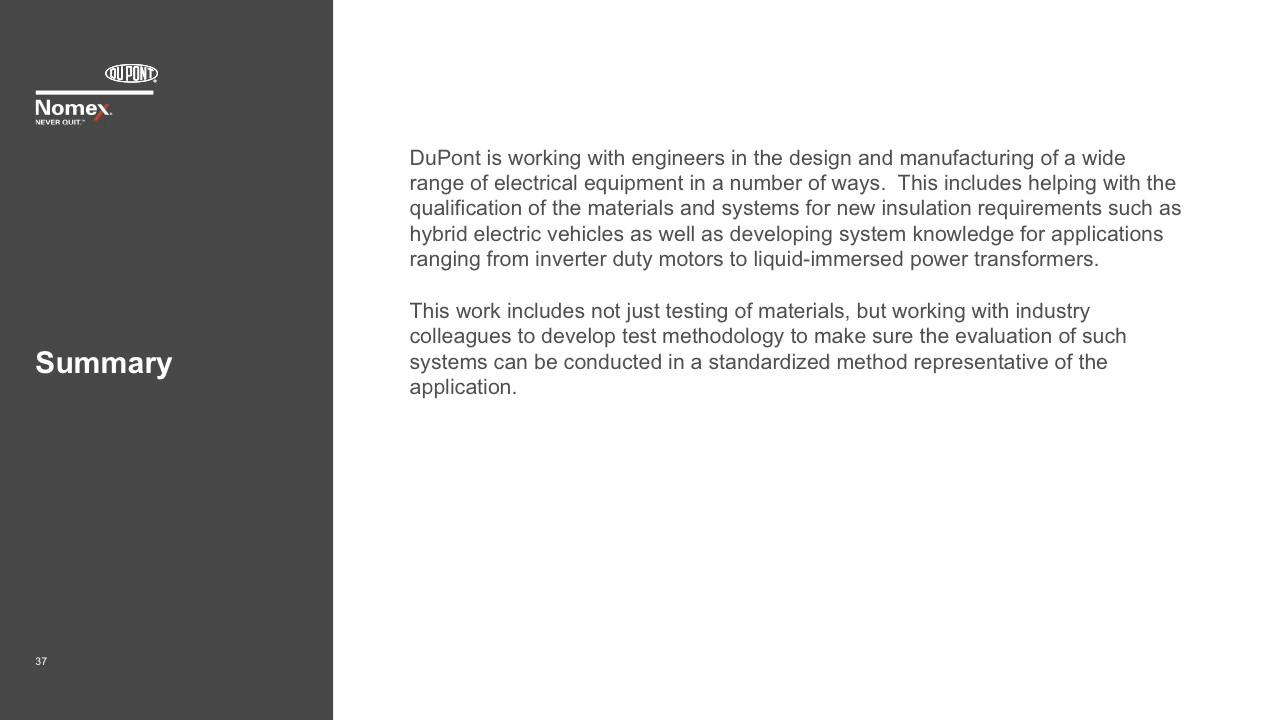 DU PONT®
Nomex®
NEVER QUIT.™
Summary
37
DuPont is working with engineers in the design and manufacturing of a wide
range of electrical equipment in a number of ways.  This includes helping with the
qualification of the materials and systems for new insulation requirements such as
hybrid electric vehicles as well as developing system knowledge for applications
ranging from inverter duty motors to liquid-immersed power transformers.
This work includes not just testing of materials, but working with industry
colleagues to develop test methodology to make sure the evaluation of such
systems can be conducted in a standardized method representative of the
application.